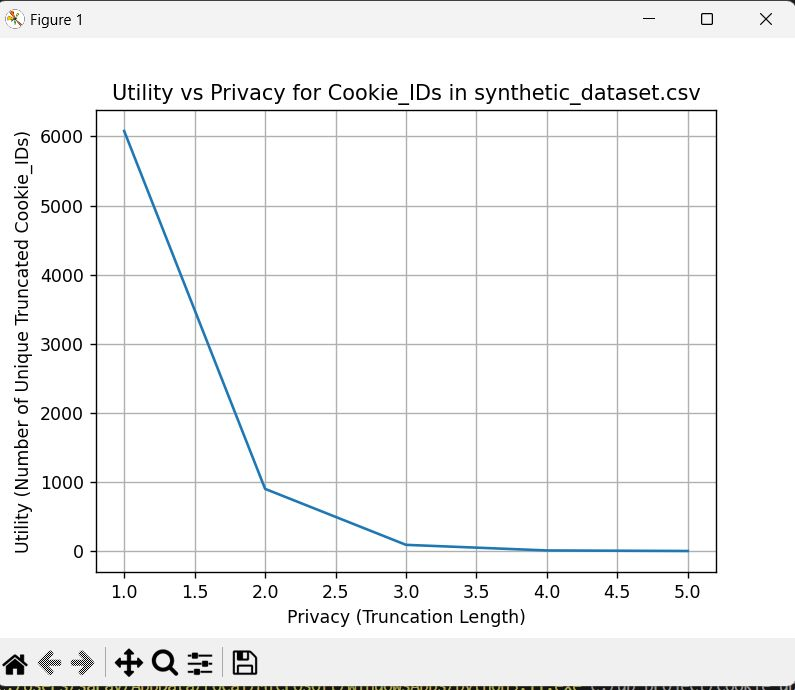 Figure 1
Utility vs Privacy for Cookie_IDs in synthetic_dataset.csv
Utility (Number of Unique Truncated Cookie_IDs)
6000
5000
4000
3000
2000
1000
0
1.0 1.5 2.0 2.5 3.0 3.5 4.0 4.5 5.0
Privacy (Truncation Length)